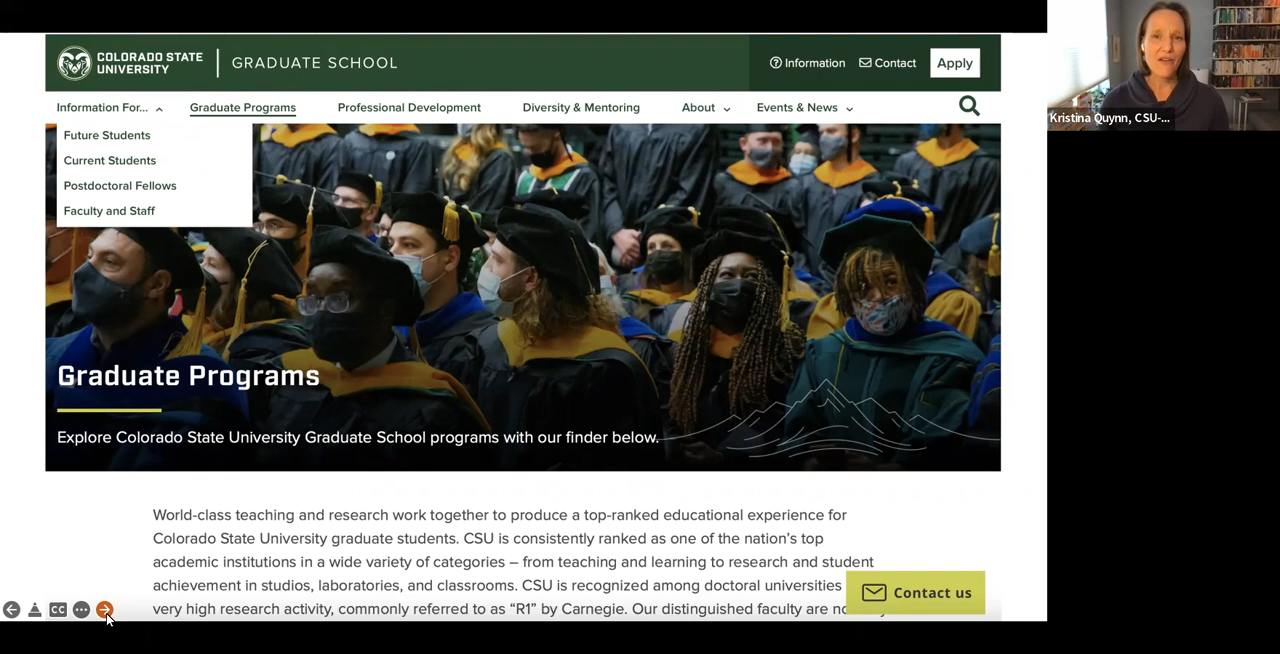 COLORADO STATE
UNIVERSITY
GRADUATE SCHOOL
Information
Contact
Apply
Information For...
Graduate Programs
Professional Development
Diversity & Mentoring
About
Events & News
Future Students
Current Students
Postdoctoral Fellows
Faculty and Staff
Graduate Programs
Explore Colorado State University Graduate School programs with our finder below.
World-class teaching and research work together to produce a top-ranked educational experience for
Colorado State University graduate students. CSU is consistently ranked as one of the nation's top
academic institutions in a wide variety of categories – from teaching and learning to research and student
achievement in studios, laboratories, and classrooms. CSU is recognized among doctoral universities
very high research activity, commonly referred to as “R1” by Carnegie. Our distinguished faculty are
Contact us
CC
Kristina Quynn, CSU-...